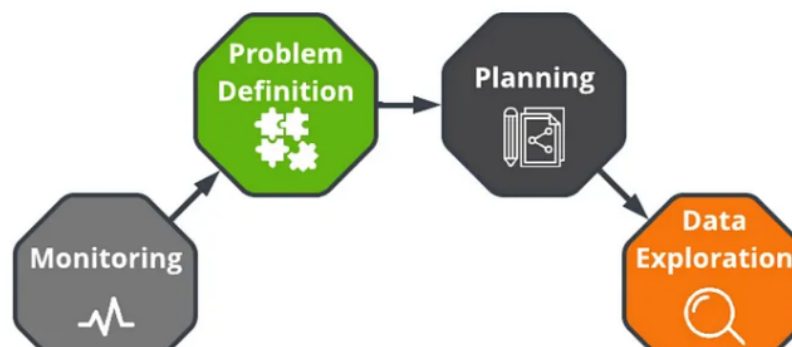 Problem
Definition
Planning
Monitoring
Data
Exploration